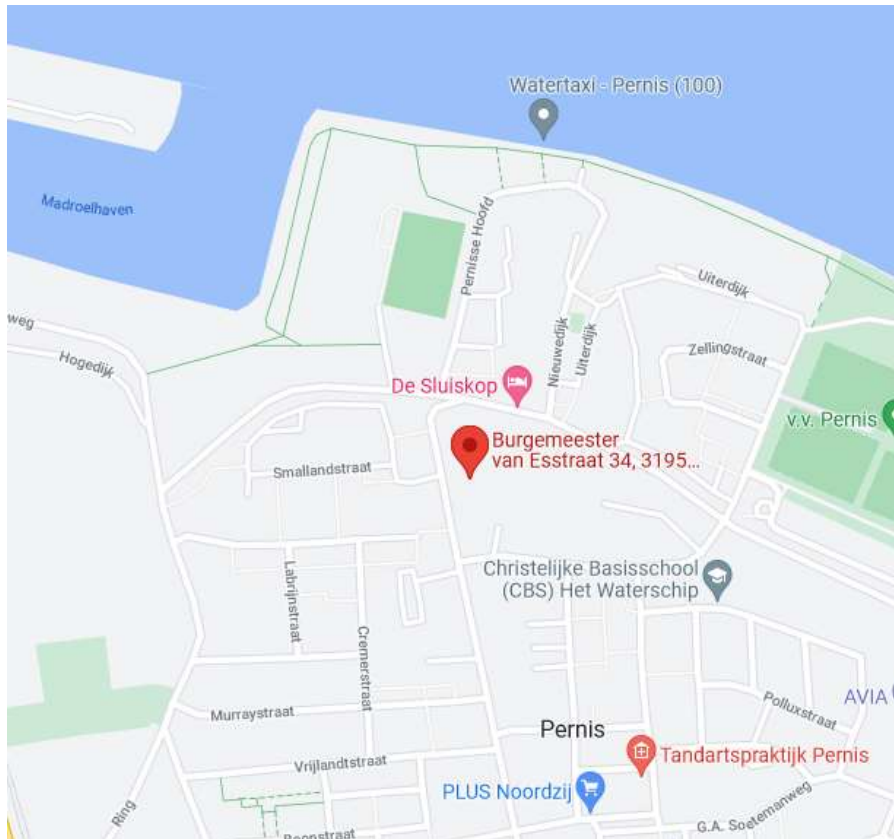 Watertaxi - Pernis (100)
Madroelhaven
Pernisse Hoofd
Uiterdijk
weg
Hogedijk
Nieuwedijk
Uiterdijk
Zellingstraat
De Sluiskop
v.v. Pernis
Burgemeester
van Esstraat 34, 3195...
Smallandstraat
Christelijke Basisschool
(CBS) Het Waterschip
Labrijnstraat
Cremerstraat
Murraystraat
Polluxstraat
AVIA
Pernis
Tandartspraktijk Pernis
Vrijlandtstraat
PLUS Noordzij
Ring
G.A. Soetemanweg